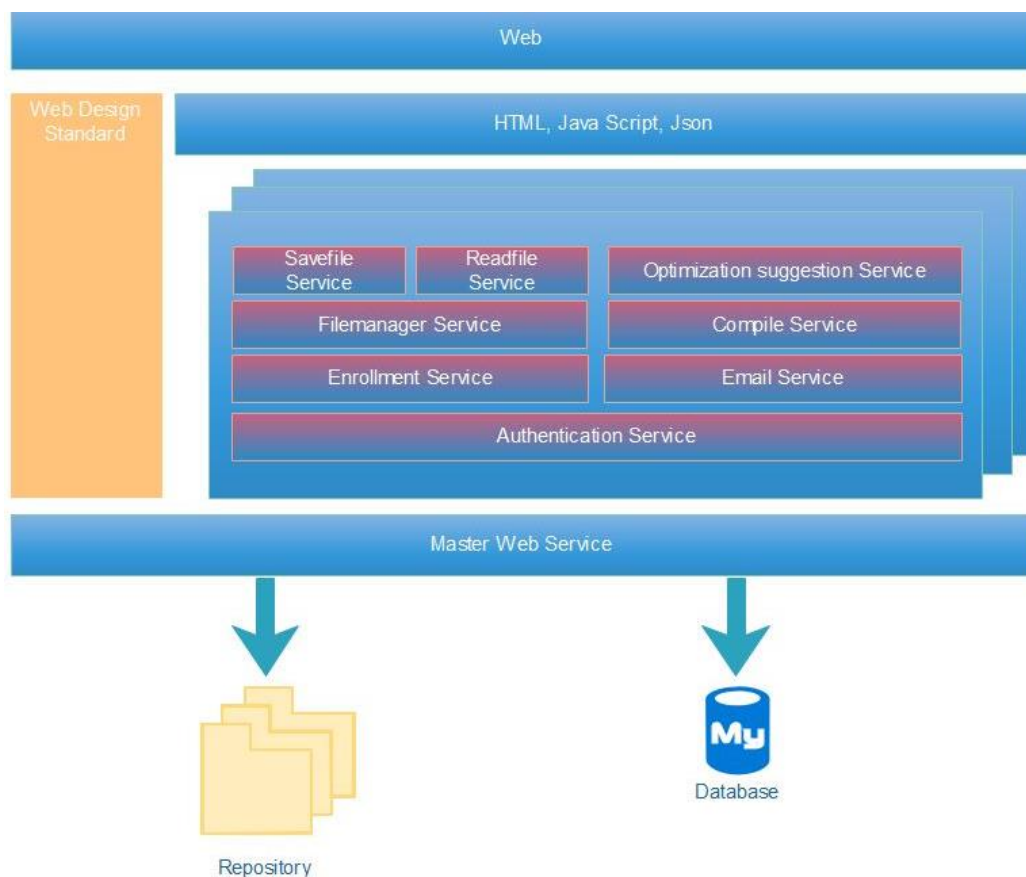 Web
Web Design
Standard
HTML, Java Script, Json
Savefile
Service
Readfile
Service
Optimization suggestion Service
Filemanager Service
Compile Service
Enrollment Service
Email Service
Authentication Service
Master Web Service
My
Database
Repository